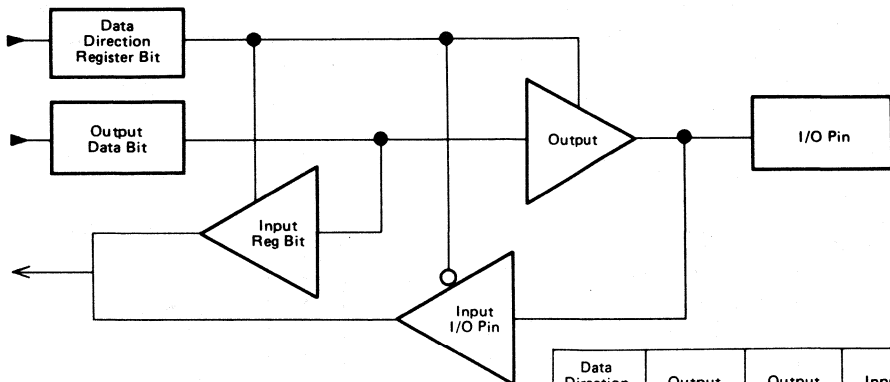 Data
Direction
Register Bit
Output
Data Bit
Output
I/O Pin
Input
Reg Bit
Input
I/O Pin
Data
Direction
Output
Output